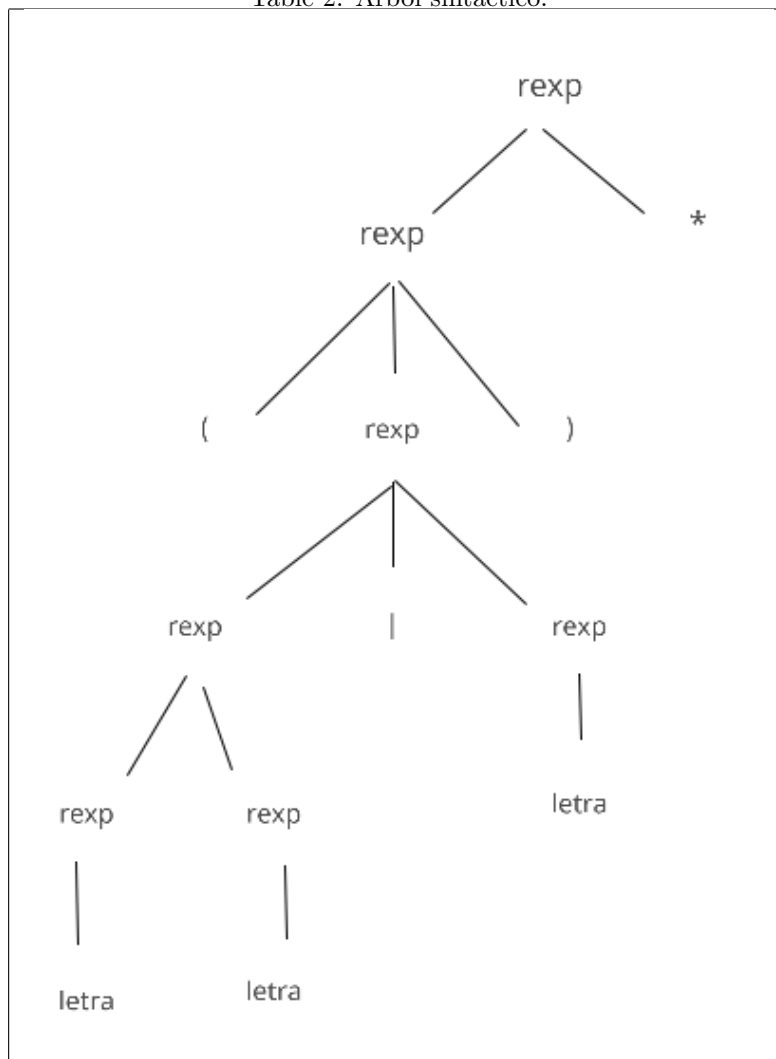 Table 2: Árbol sintáctico.
rexp
rexp *
( rexp )
rexp | rexp
rexp rexp letra
letra letra